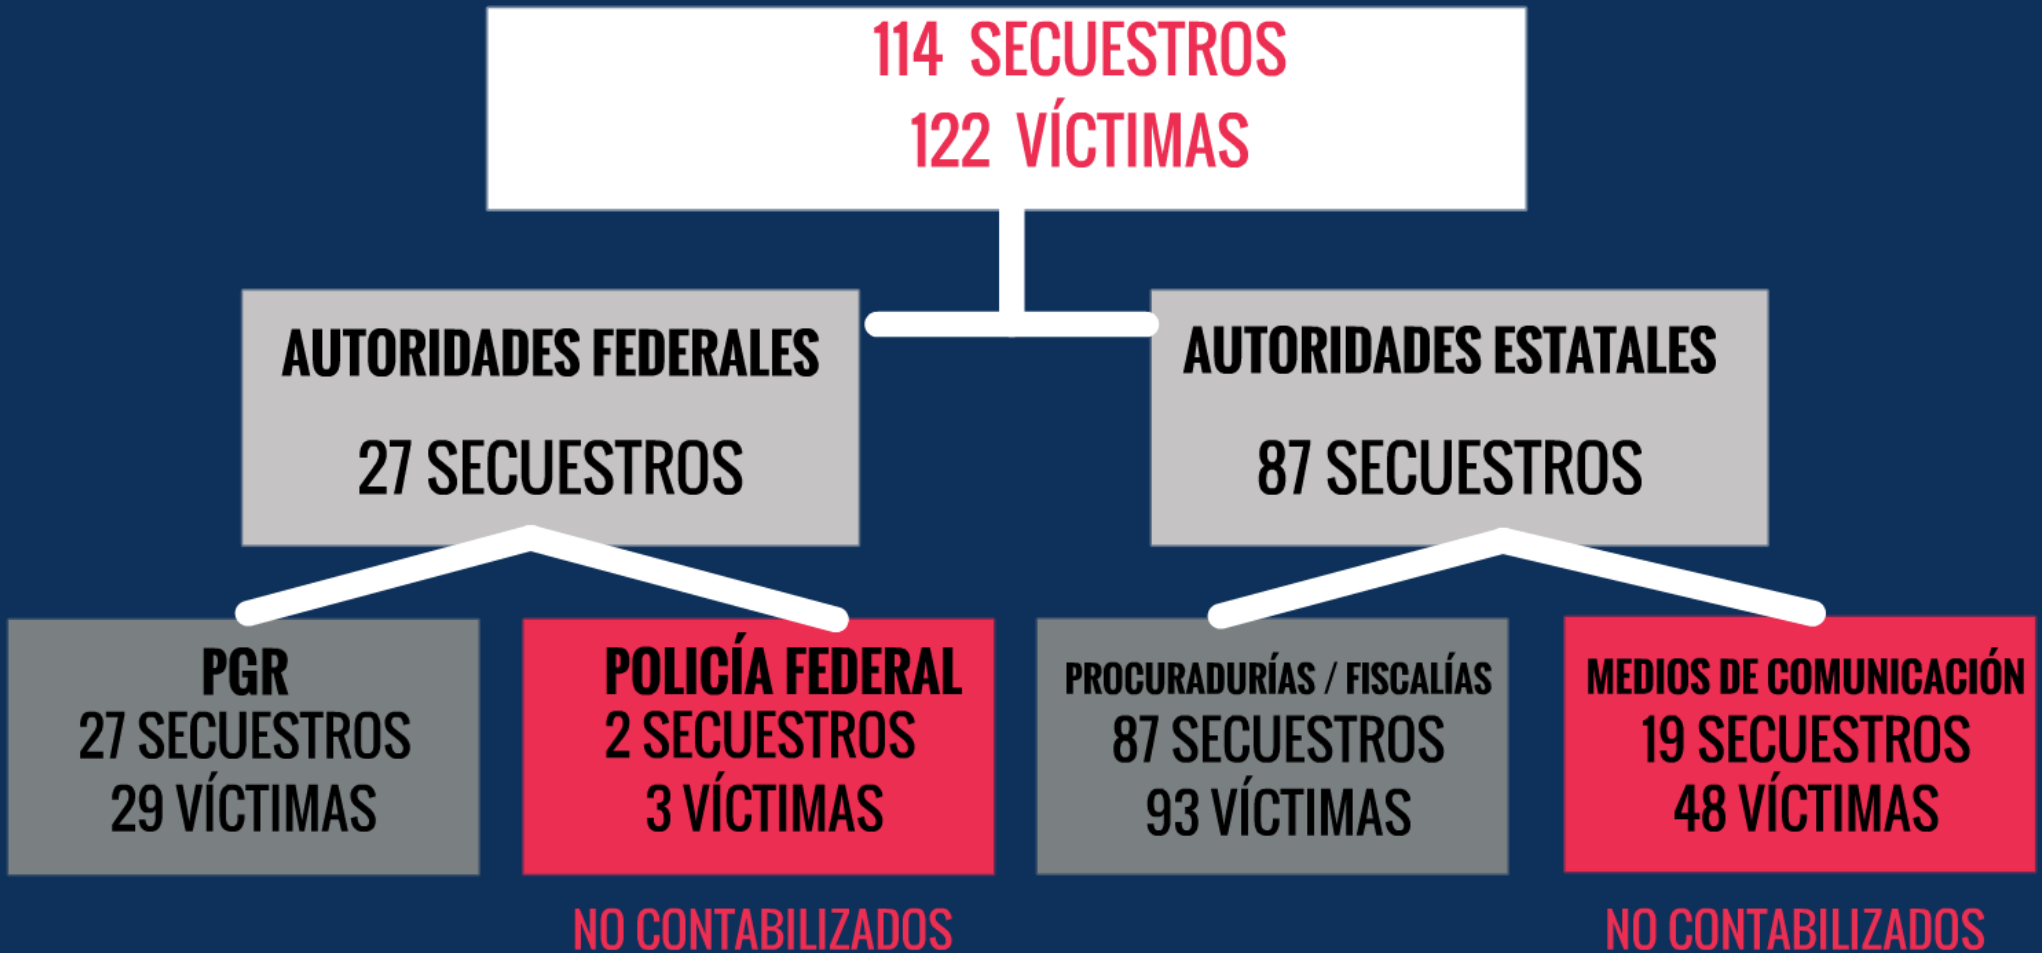 114 SECUESTROS
122 VÍCTIMAS
AUTORIDADES FEDERALES
27 SECUESTROS
AUTORIDADES ESTATALES
87 SECUESTROS
PGR
27 SECUESTROS
29 VÍCTIMAS
POLICÍA FEDERAL
2 SECUESTROS
3 VÍCTIMAS
NO CONTABILIZADOS
PROCURADURÍAS / FISCALÍAS
87 SECUESTROS
93 VÍCTIMAS
MEDIOS DE COMUNICACIÓN
19 SECUESTROS
48 VÍCTIMAS
NO CONTABILIZADOS